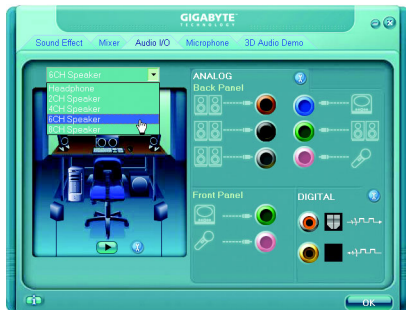 GIGABYTE
TECHNOLOGY
Sound Effect Mixer Audio I/O Microphone 3D Audio Demo
6CH Speaker
Headphone
2CH Speaker
4CH Speaker
6CH Speaker
8CH Speaker
ANALOG
Back Panel
Front Panel
DIGITAL
OK